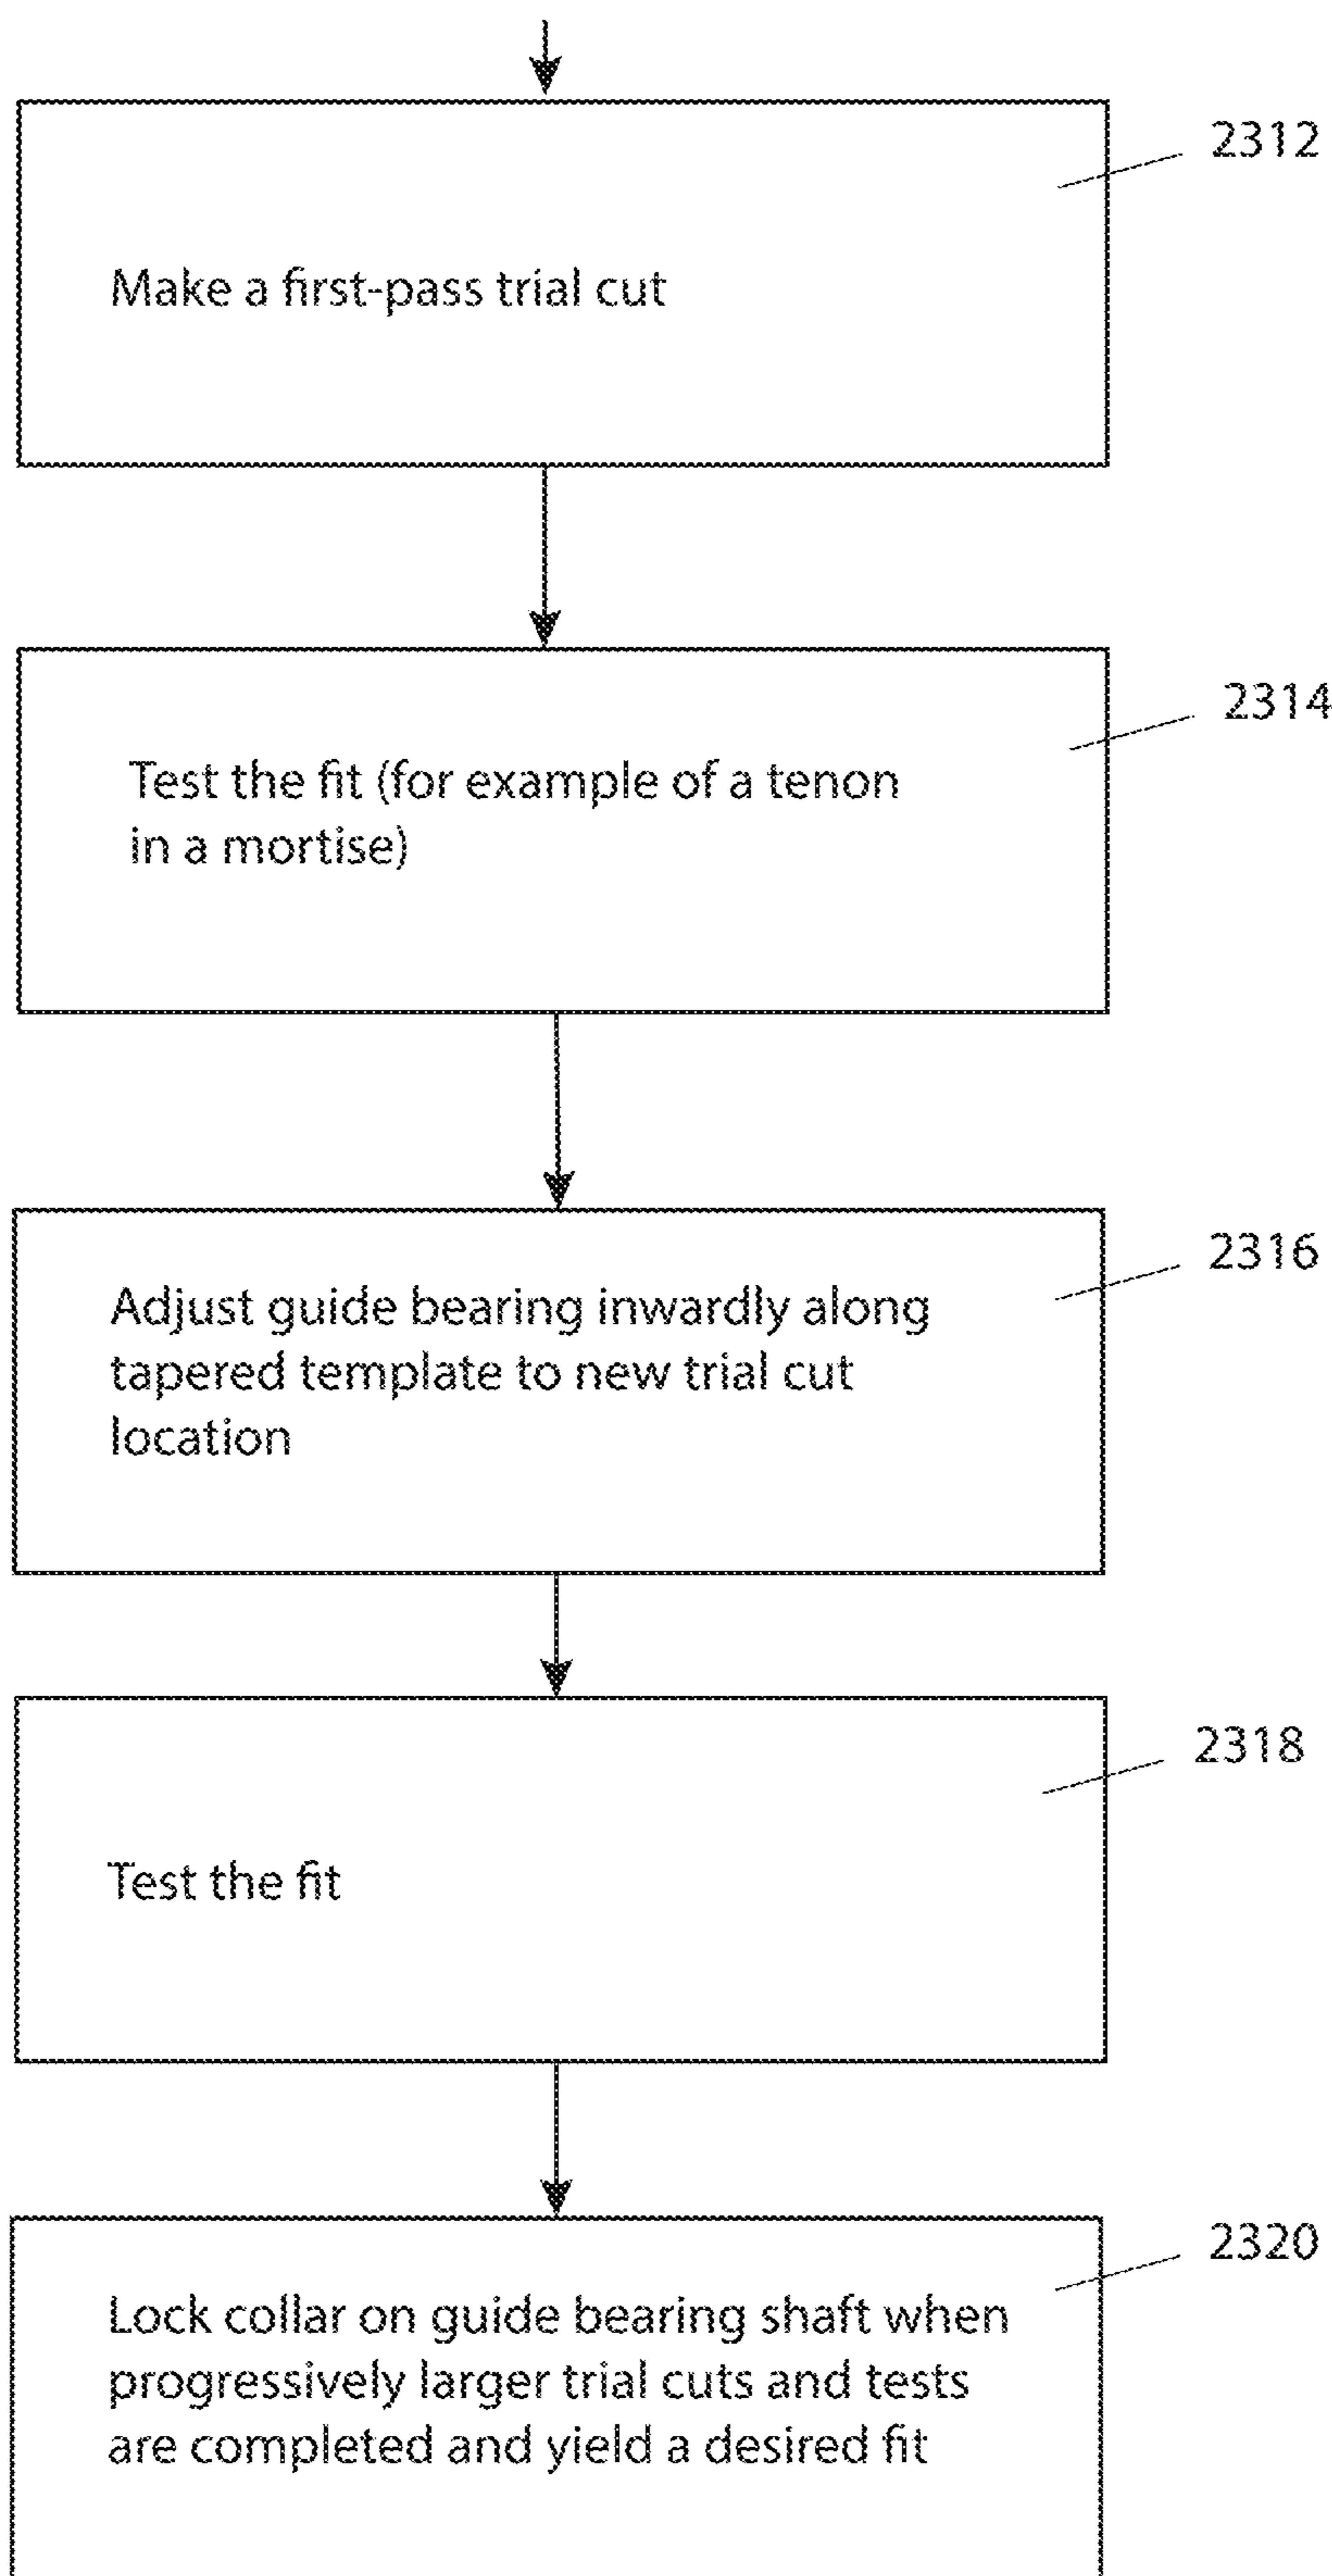 2312
Make a first-pass trial cut
2314
Test the fit (for example of a tenon
in a mortise)
2316
Adjust guide bearing inwardly along
tapered template to new trial cut
location
2318
Test the fit
2320
Lock collar on guide bearing shaft when
progressively larger trial cuts and tests
are completed and yield a desired fit